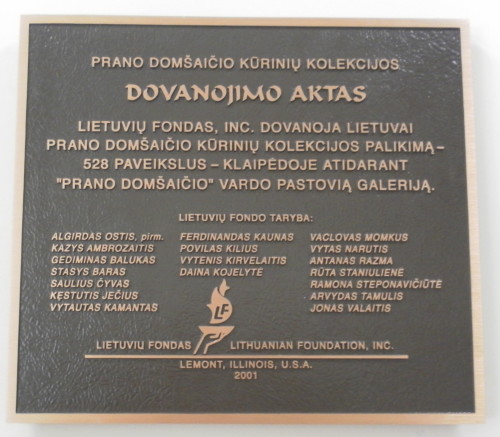 PRANO DOMŠAIČIO KŪRINIŲ KOLEKCIJOS
DOVANOJIMO AKTAS
LIETUVIŲ FONDAS, INC. DOVANOJA LIETUVAI
PRANO DOMŠAIČIO KŪRINIŲ KOLEKCIJOS PALIKIMĄ –
528 PAVEIKSLUS – KLAIPĖDOJE ATIDARANT
"PRANO DOMŠAIČIO" VARDO PASTOVIĄ GALERIJĄ.
LIETUVIŲ FONDO TARYBA:
ALGIRDAS OSTIS, pirm.
KAZYS AMBROZAITIS
GEDIMINAS BALUKAS
STASYS BARAS
SAULIUS ČYVAS
KĘSTUTIS JEČIUS
VYTAUTAS KAMANTAS
FERDINANDAS KAUNAS
POVILAS KILIUS
VYTENIS KIRVELAITIS
DAINA KOJELYTĖ
VACLOVAS MOMKUS
VYTAS NARUTIS
ANTANAS RAZMA
RŪTA STANIULIENĖ
RAMONA STEPONAVIČIŪTĖ
ARVYDAS TAMULIS
JONAS VALAITIS
LF
LIETUVIŲ FONDAS LITHUANIAN FOUNDATION, INC.
LEMONT, ILLINOIS, U.S.A.
2001